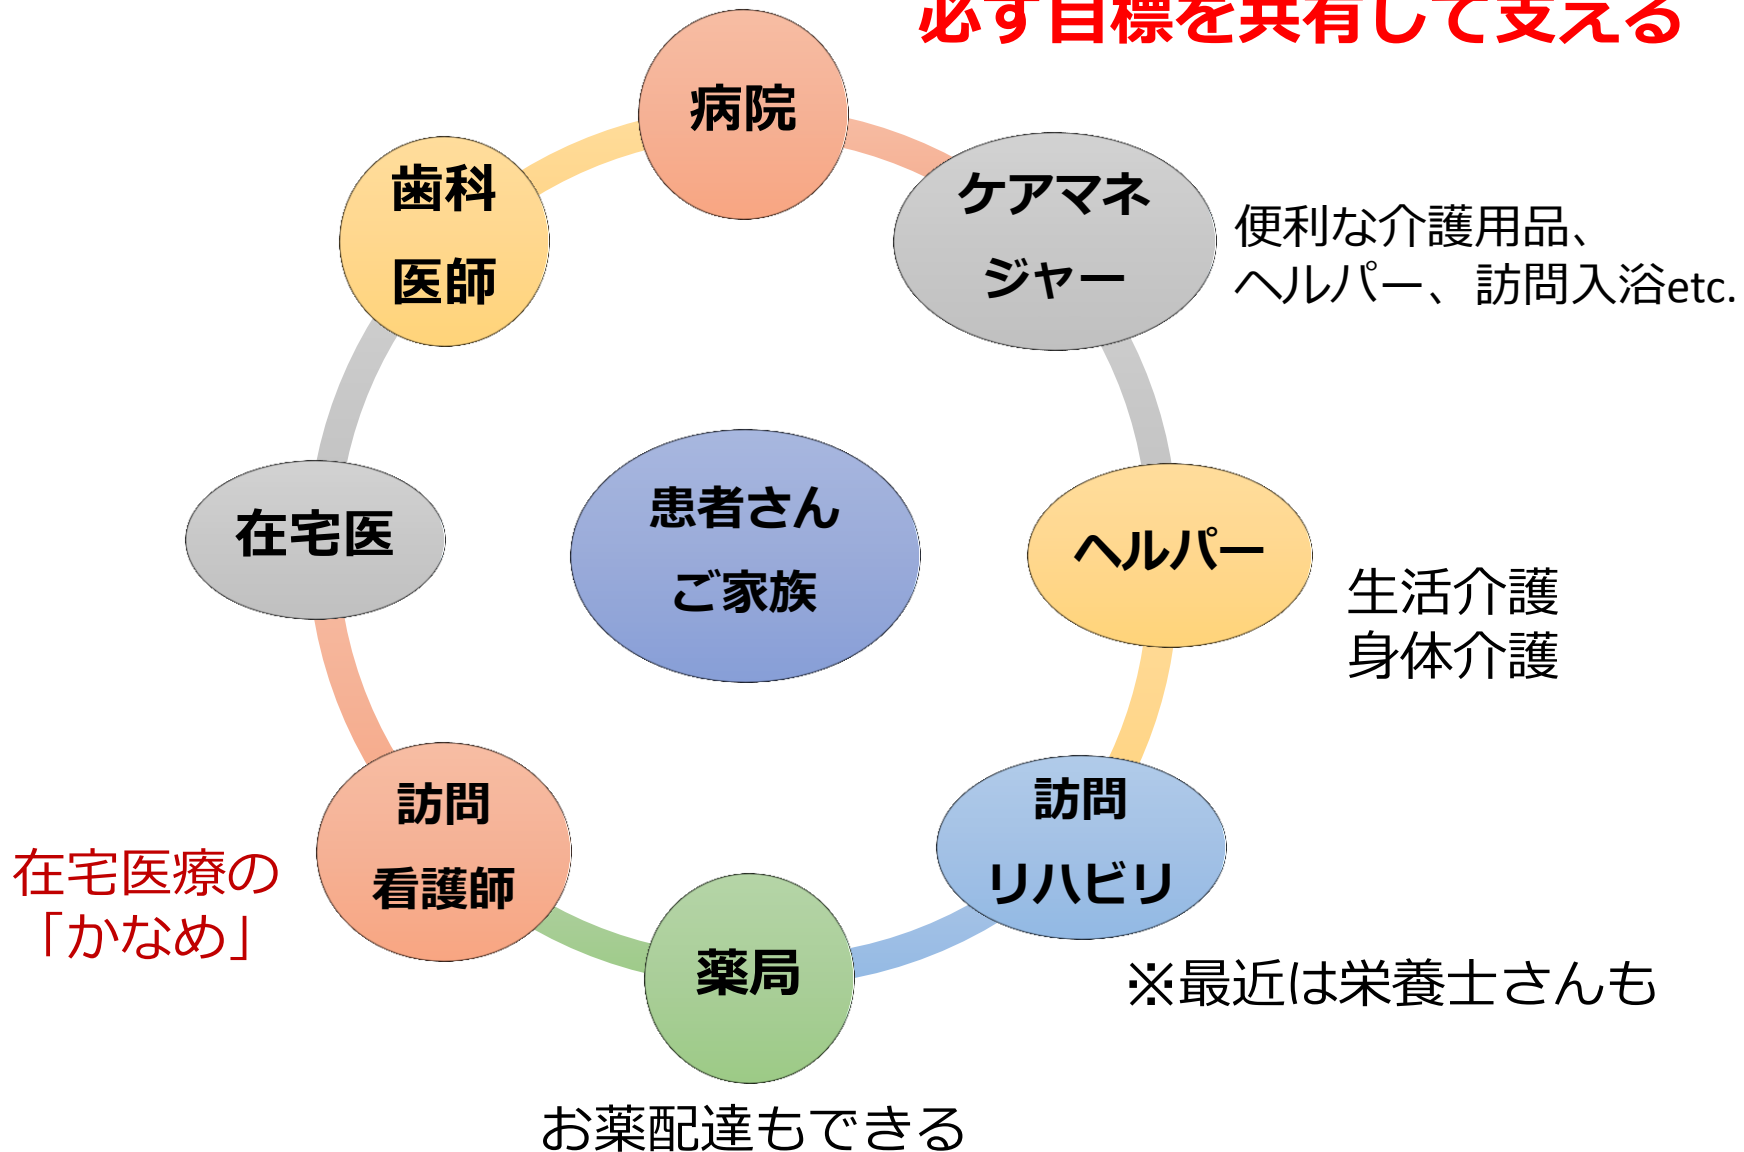 必ず目標を共有して支える
病院
歯科
医師
ケアマネ
ジャー
便利な介護用品、
ヘルパー、訪問入浴etc.
在宅医
患者さん
ご家族
ヘルパー
生活介護
身体介護
訪問
看護師
在宅医療の
「かなめ」
訪問
リハビリ
※最近は栄養士さんも
薬局
お薬配達もできる